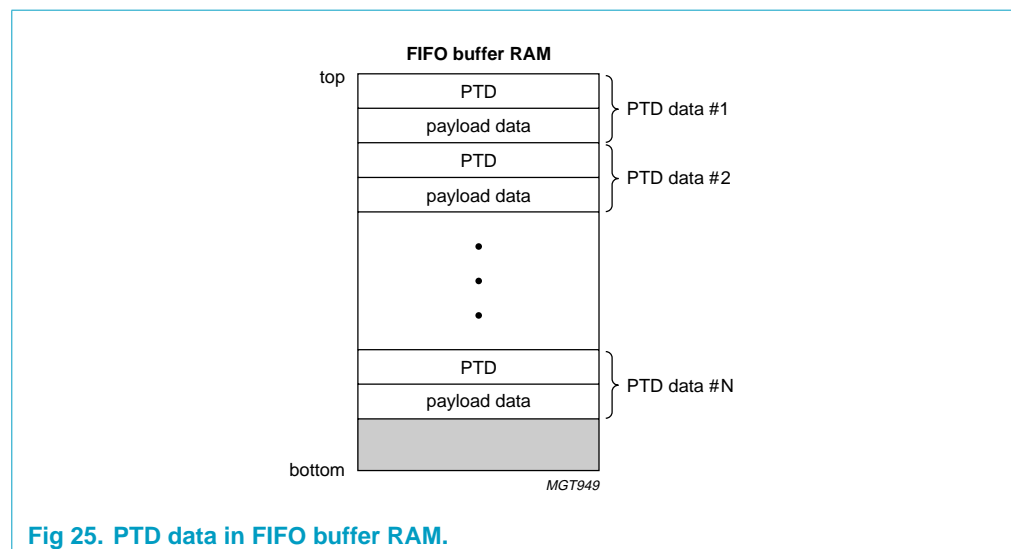 FIFO buffer RAM
top
PTD
payload data
PTD data #1
PTD
payload data
PTD data #2
PTD
payload data
PTD data #N
bottom
MGT949
Fig 25. PTD data in FIFO buffer RAM.